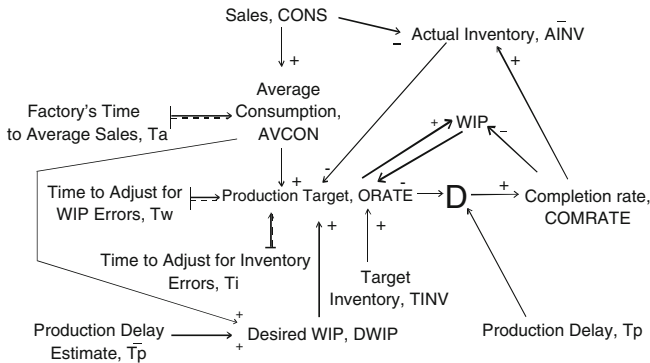 Sales, CONS
Actual Inventory, AINV̄
-
+
+
Average
Consumption,
AVCON
Factory's Time
to Average Sales, Ta
+
WIP
-
-
+
Time to Adjust for
WIP Errors, Tw
Production Target, ORATE
-
D
+
Completion rate,
COMRATE
+
+
Time to Adjust for Inventory
Errors, Ti
Target
Inventory, TINV
+
Production Delay
Estimate, T̄p
+
Desired WIP, DWIP
Production Delay, Tp